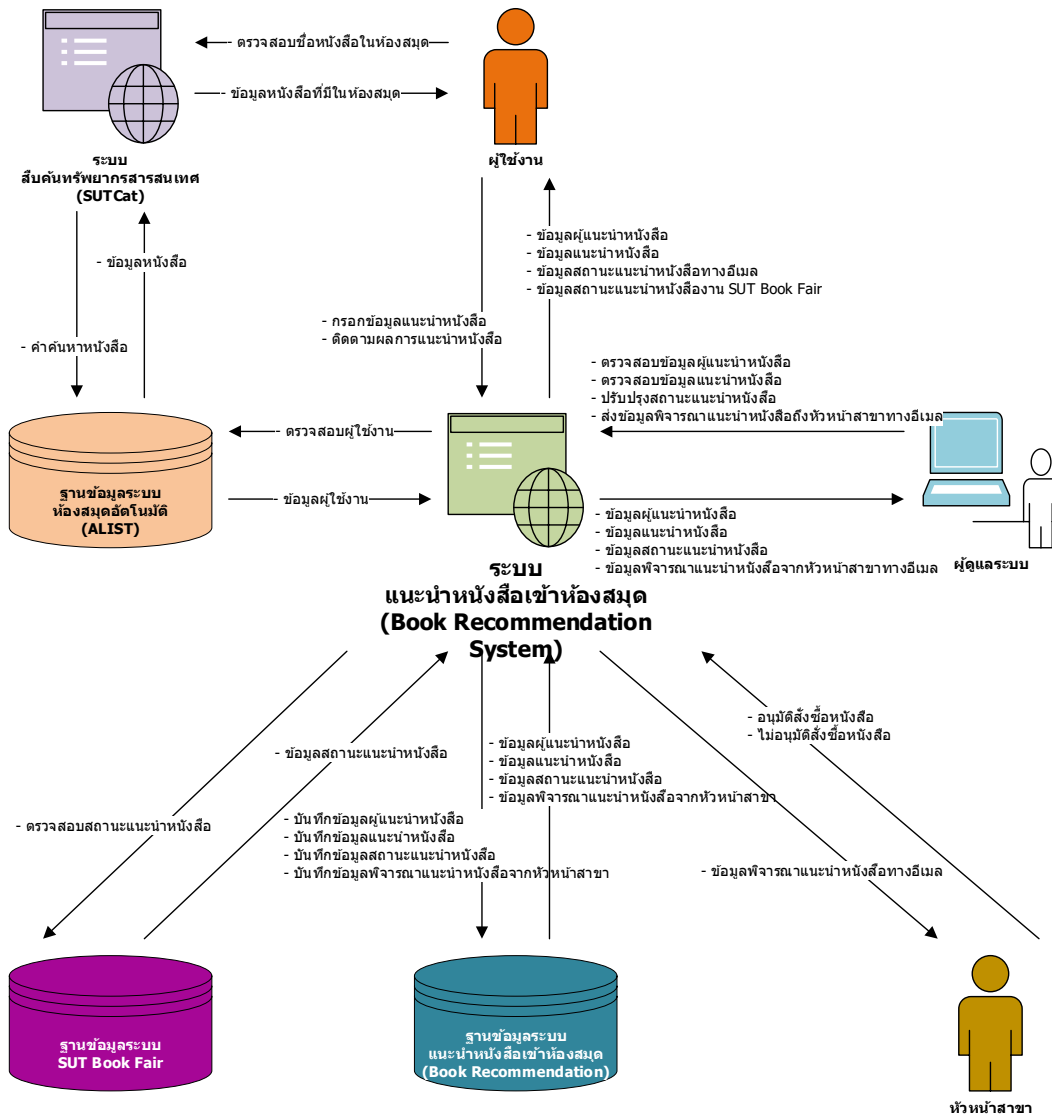 - ตรวจสอบชื่อหนังสือในห้องสมุด
- ข้อมูลหนังสือที่มีในห้องสมุด
ระบบ
สืบค้นทรัพยากรสารสนเทศ
(SUTCat)
ผู้ใช้งาน
- ข้อมูลหนังสือ
- คำค้นหาหนังสือ
- ข้อมูลผู้แนะนำหนังสือ
- ข้อมูลแนะนำหนังสือ
- ข้อมูลสถานะแนะนำหนังสือทางอีเมล
- ข้อมูลสถานะแนะนำหนังสืองาน SUT Book Fair
- กรอกข้อมูลแนะนำหนังสือ
- ติดตามผลการแนะนำหนังสือ
- ตรวจสอบข้อมูลผู้แนะนำหนังสือ
- ตรวจสอบข้อมูลแนะนำหนังสือ
- ปรับปรุงสถานะแนะนำหนังสือ
- ส่งข้อมูลพิจารณาแนะนำหนังสือถึงหัวหน้าสาขาทางอีเมล
- ตรวจสอบผู้ใช้งาน
- ข้อมูลผู้ใช้งาน
ฐานข้อมูลระบบ
ห้องสมุดอัตโนมัติ
(ALIST)
- ข้อมูลผู้แนะนำหนังสือ
- ข้อมูลแนะนำหนังสือ
- ข้อมูลสถานะแนะนำหนังสือ
- ข้อมูลพิจารณาแนะนำหนังสือจากหัวหน้าสาขาทางอีเมล
ผู้ดูแลระบบ
ระบบ
แนะนำหนังสือเข้าห้องสมุด
(Book Recommendation
System)
- อนุมัติสั่งซื้อหนังสือ
- ไม่อนุมัติสั่งซื้อหนังสือ
- ข้อมูลสถานะแนะนำหนังสือ
- ข้อมูลผู้แนะนำหนังสือ
- ข้อมูลแนะนำหนังสือ
- ข้อมูลสถานะแนะนำหนังสือ
- ข้อมูลพิจารณาแนะนำหนังสือจากหัวหน้าสาขา
- ตรวจสอบสถานะแนะนำหนังสือ
- บันทึกข้อมูลผู้แนะนำหนังสือ
- บันทึกข้อมูลแนะนำหนังสือ
- บันทึกข้อมูลสถานะแนะนำหนังสือ
- บันทึกข้อมูลพิจารณาแนะนำหนังสือจากหัวหน้าสาขา
- ข้อมูลพิจารณาแนะนำหนังสือทางอีเมล
ฐานข้อมูลระบบ
SUT Book Fair
ฐานข้อมูลระบบ
แนะนำหนังสือเข้าห้องสมุด
(Book Recommendation)
หัวหน้าสาขา